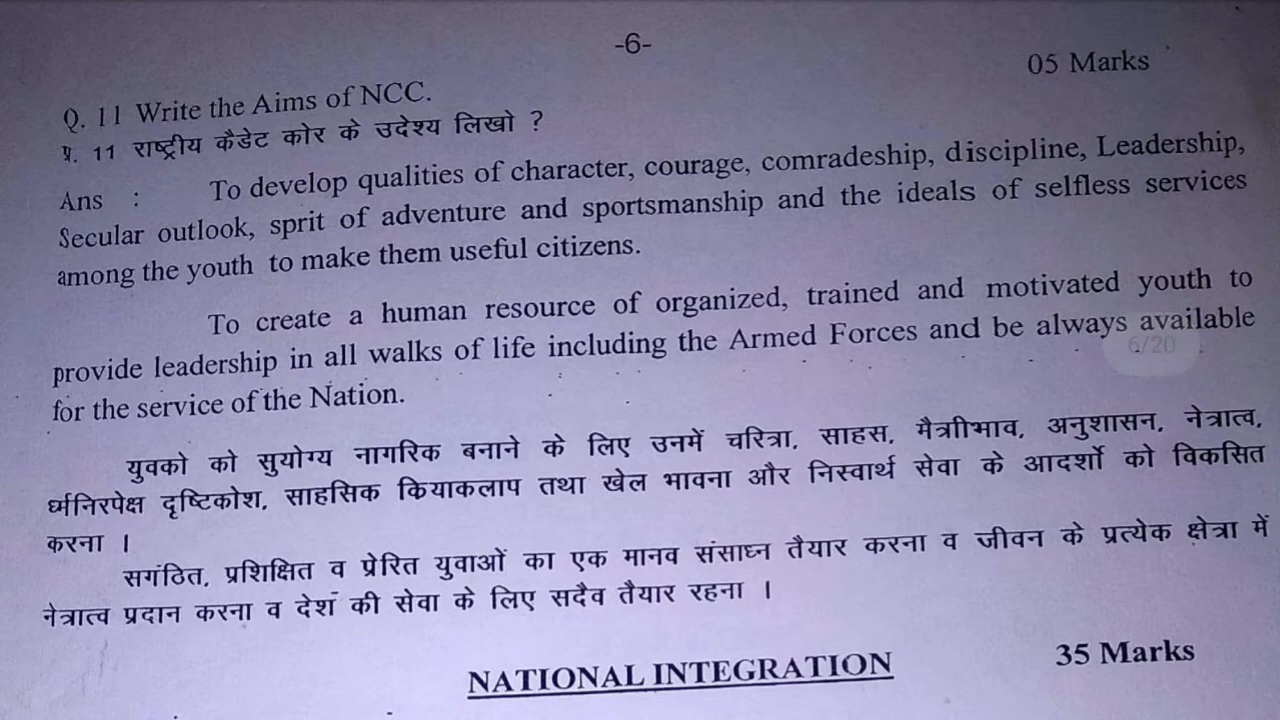 -6-
05 Marks
Q. 11 Write the Aims of NCC.
प्र. 11 राष्ट्रीय कैडेट कोर के उदेश्य लिखो ?
Ans : To develop qualities of character, courage, comradeship, discipline, Leadership,
Secular outlook, sprit of adventure and sportsmanship and the ideals of selfless services
among the youth to make them useful citizens.
To create a human resource of organized, trained and motivated youth to
provide leadership in all walks of life including the Armed Forces and be always available
6/20
for the service of the Nation.
युवको को सुयोग्य नागरिक बनाने के लिए उनमें चरित्रा, साहस, मैत्राीभाव, अनुशासन, नेत्रात्व,
र्ध्मनिरपेक्ष दृष्टिकोश, साहसिक कियाकलाप तथा खेल भावना और निस्वार्थ सेवा के आदर्शो को विकसित
करना ।
सगंठित, प्रशिक्षित व प्रेरित युवाओं का एक मानव संसाध्न तैयार करना व जीवन के प्रत्येक क्षेत्रा में
नेत्रात्व प्रदान करना व देश की सेवा के लिए सदैव तैयार रहना ।
NATIONAL INTEGRATION 35 Marks